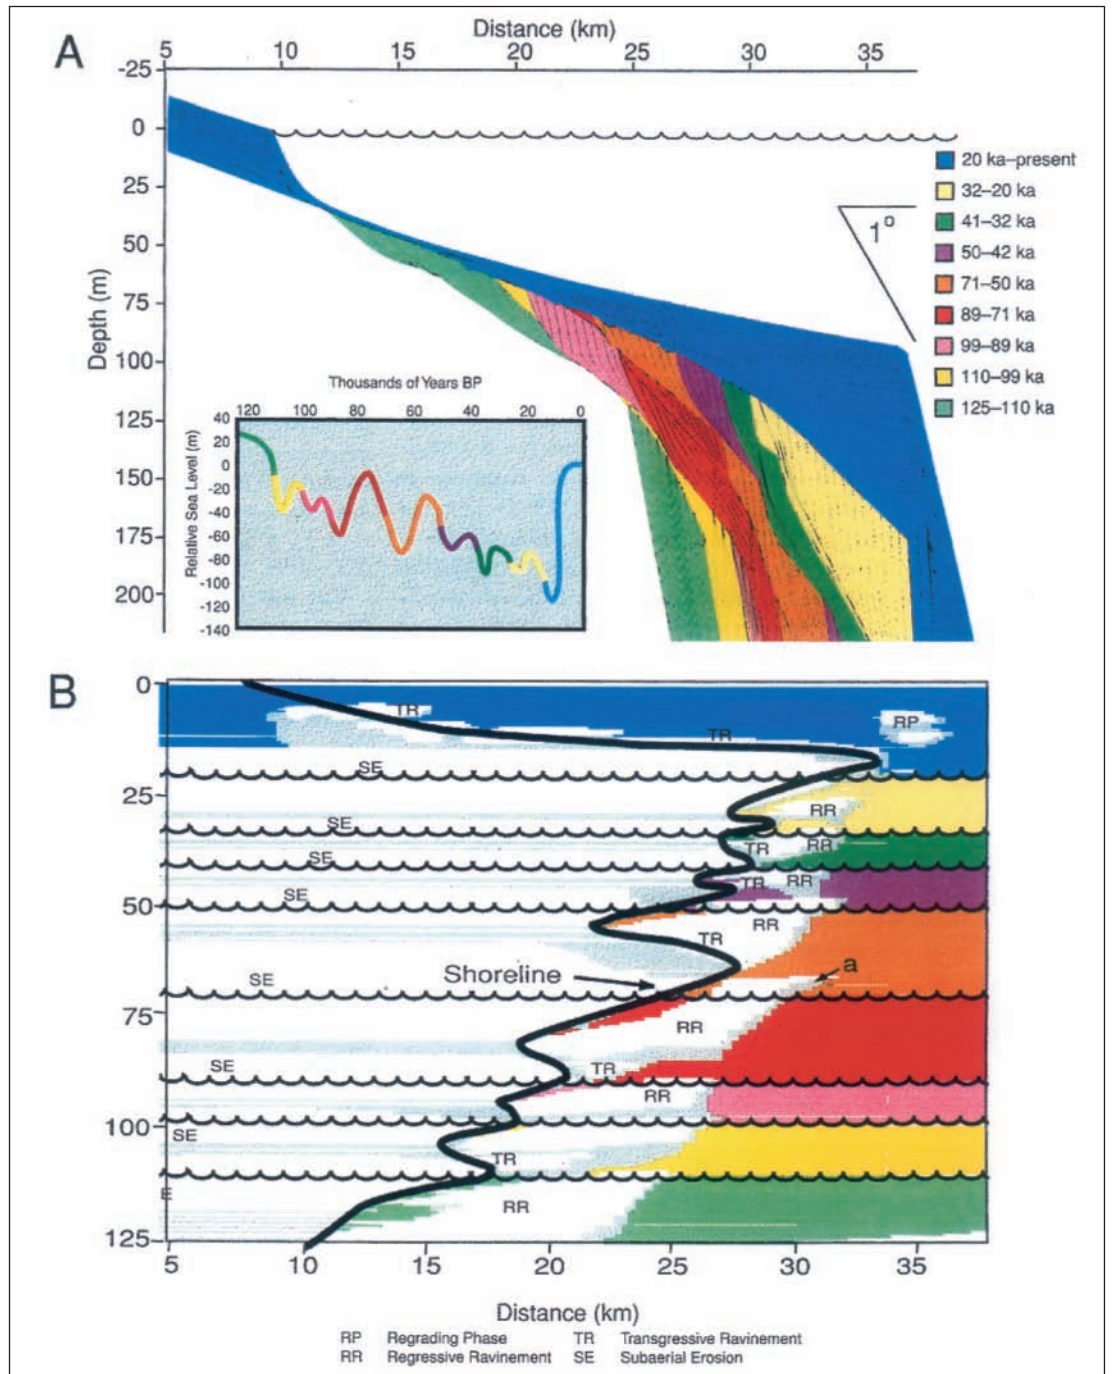 A
Distance (km)
5 10 15 20 25 30 35
-25
0
25
50
75
100
125
150
175
200
Depth (m)
1°
20 ka–present
32–20 ka
41–32 ka
50–42 ka
71–50 ka
89–71 ka
99–89 ka
110–99 ka
125–110 ka
Thousands of Years BP
120 100 80 60 40 20 0
Relative Sea Level (m)
40
20
0
-20
-40
-60
-80
-100
-120
-140
B
0
25
50
75
100
125
TR
TR
RP
SE
RR
SE
TR RR
SE
TR RR
SE
RR
TR
a
Shoreline
SE
RR
SE
TR
RR
SE
TR
E
RR
5 10 15 20 25 30 35
Distance (km)
RP Regrading Phase TR Transgressive Ravinement
RR Regressive Ravinement SE Subaerial Erosion